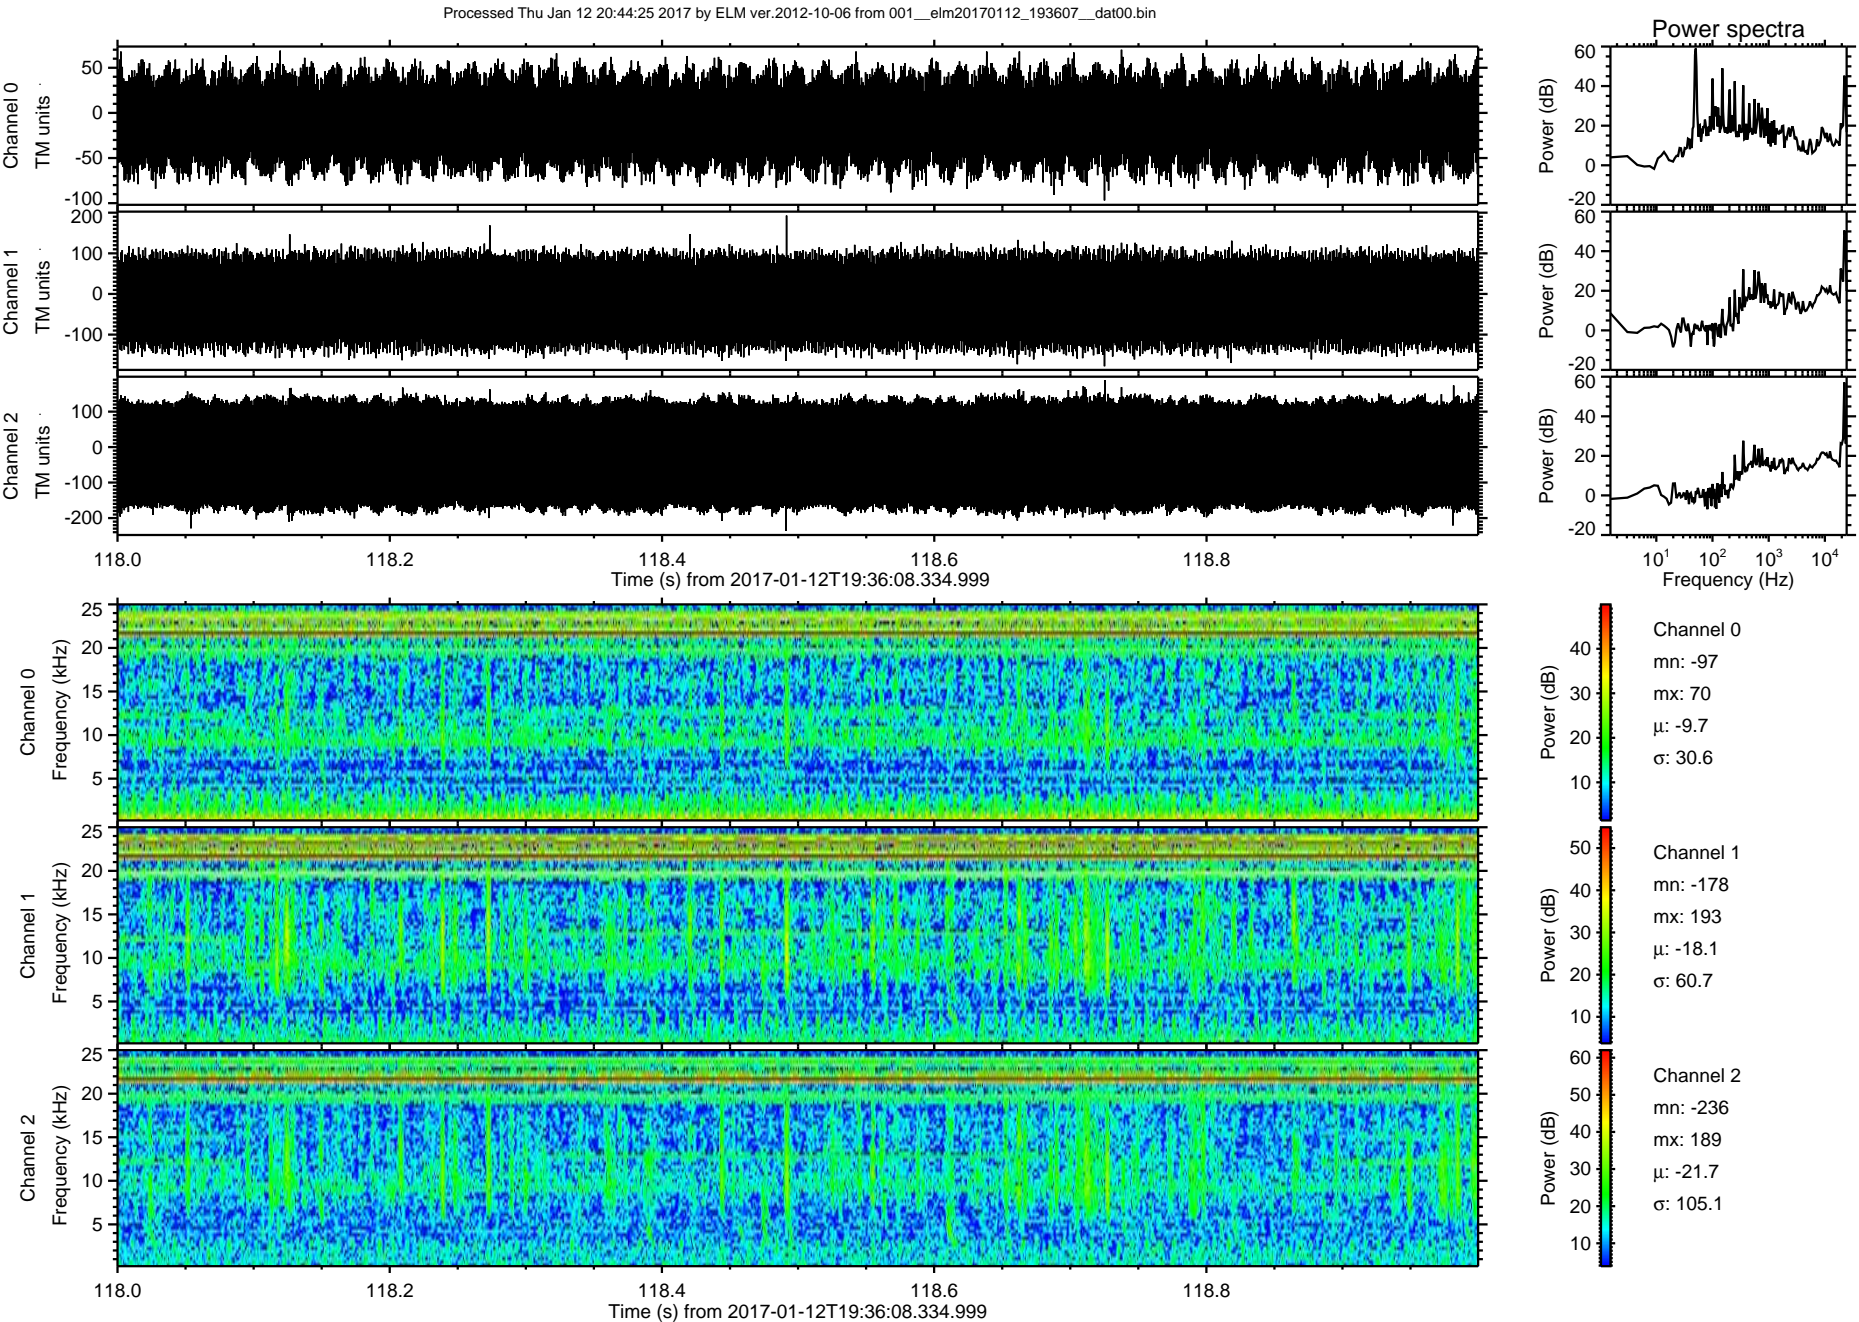 Processed Thu Jan 12 20:44:25 2017 by ELM ver.2012-10-06 from 001__elm20170112_193607__dat00.bin
Power spectra
Channel 0
TM units
50
0
-50
-100
Power (dB)
60
40
20
0
-20
Channel 1
TM units
200
100
0
-100
Power (dB)
60
40
20
0
-20
Channel 2
TM units
100
0
-100
-200
Power (dB)
60
40
20
0
-20
118.0 118.2 118.4 118.6 118.8
Time (s) from 2017-01-12T19:36:08.334.999
10¹ 10² 10³ 10⁴
Frequency (Hz)
Channel 0
Frequency (kHz)
25
20
15
10
5
Power (dB)
40
30
20
10
Channel 0
mn: -97
mx: 70
μ: -9.7
σ: 30.6
Channel 1
Frequency (kHz)
25
20
15
10
5
Power (dB)
50
40
30
20
10
Channel 1
mn: -178
mx: 193
μ: -18.1
σ: 60.7
Channel 2
Frequency (kHz)
25
20
15
10
5
Power (dB)
60
50
40
30
20
10
Channel 2
mn: -236
mx: 189
μ: -21.7
σ: 105.1
118.0 118.2 118.4 118.6 118.8
Time (s) from 2017-01-12T19:36:08.334.999